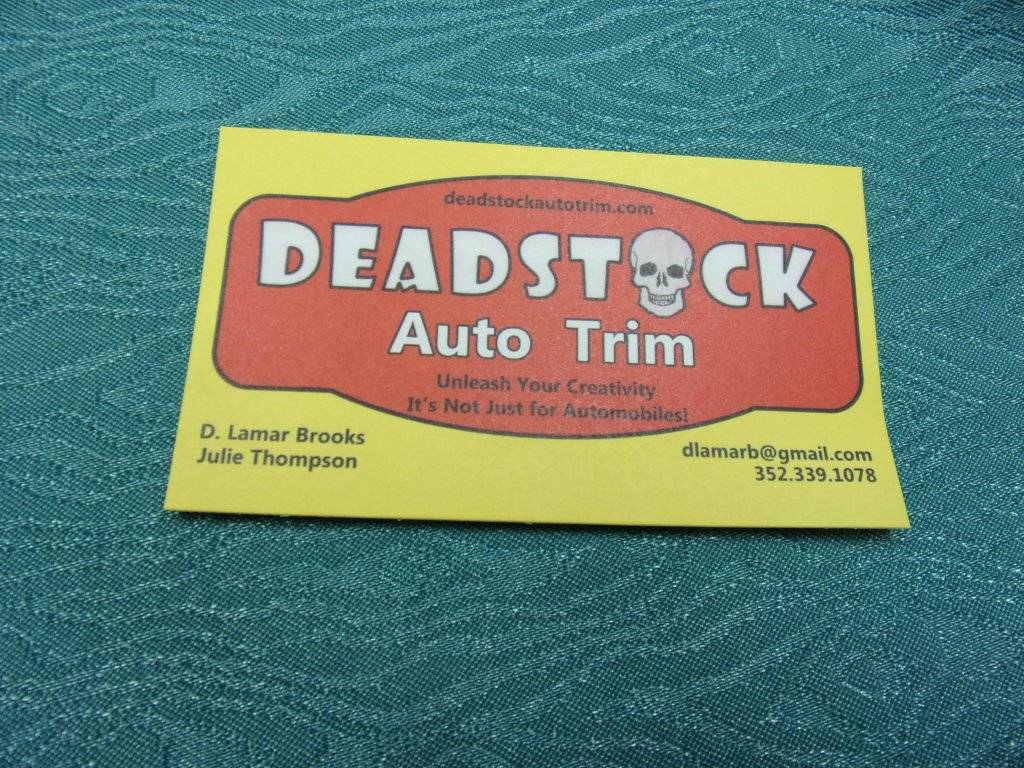 deadstockautotrim.com
DEADSTOCK
Auto Trim
Unleash Your Creativity
It's Not Just for Automobiles!
D. Lamar Brooks
Julie Thompson
dlamarb@gmail.com
352.339.1078